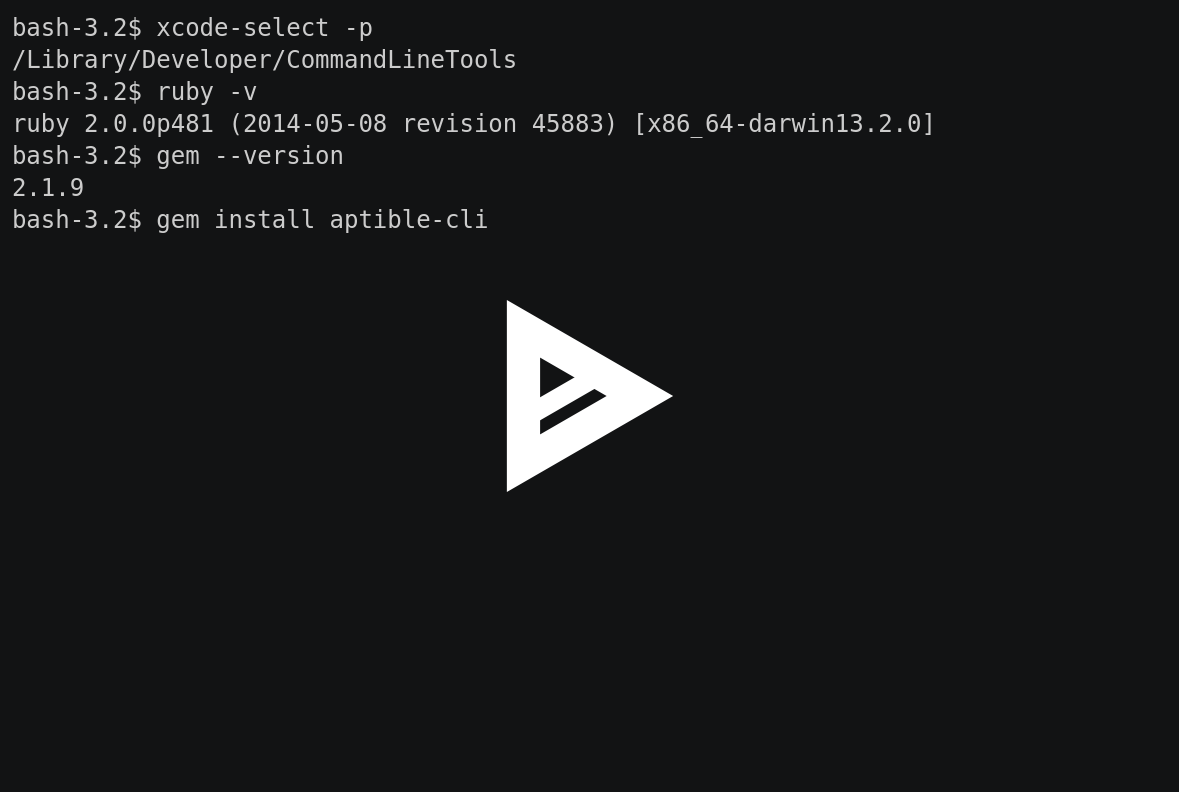 bash-3.2$ xcode-select -p
/Library/Developer/CommandLineTools
bash-3.2$ ruby -v
ruby 2.0.0p481 (2014-05-08 revision 45883) [x86_64-darwin13.2.0]
bash-3.2$ gem --version
2.1.9
bash-3.2$ gem install aptible-cli